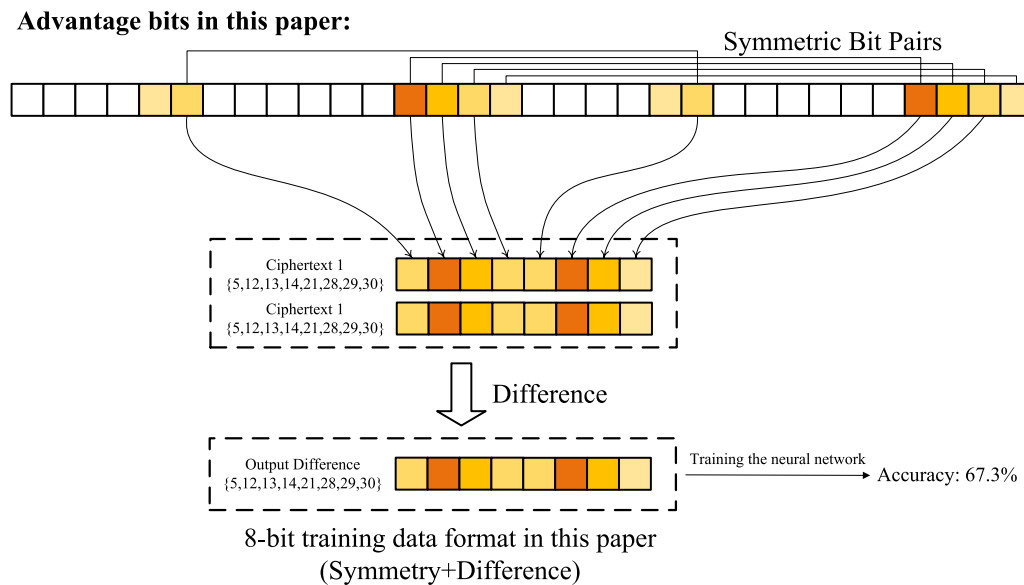 Advantage bits in this paper:
Symmetric Bit Pairs
Ciphertext 1
{5,12,13,14,21,28,29,30}
Ciphertext 1
{5,12,13,14,21,28,29,30}
Difference
Output Difference
{5,12,13,14,21,28,29,30}
Training the neural network
Accuracy: 67.3%
8-bit training data format in this paper
(Symmetry+Difference)